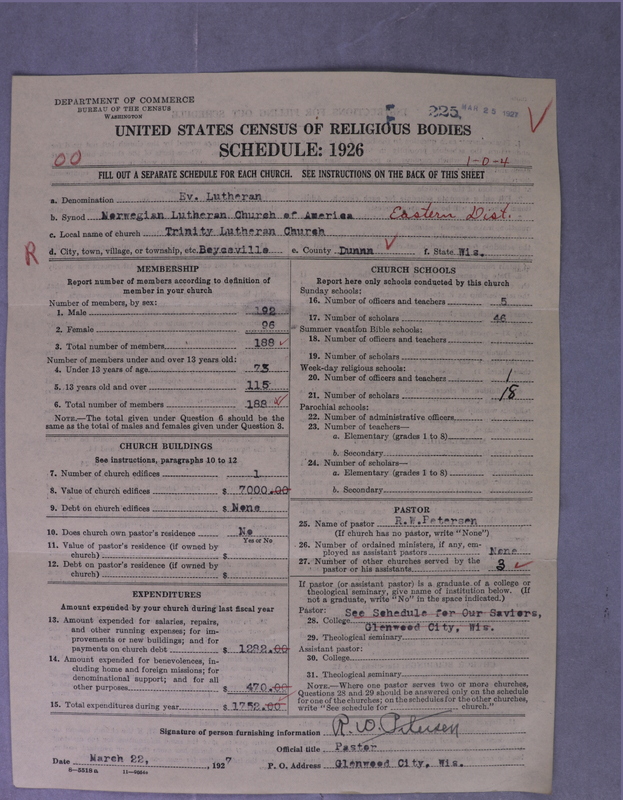 DEPARTMENT OF COMMERCE
BUREAU OF THE CENSUS
WASHINGTON
225
MAR 25 1927
UNITED STATES CENSUS OF RELIGIOUS BODIES
SCHEDULE: 1926
00
1-D-4
FILL OUT A SEPARATE SCHEDULE FOR EACH CHURCH. SEE INSTRUCTIONS ON THE BACK OF THIS SHEET
a. Denomination Ev. Lutheran
b. Synod Norwegian Lutheran Church of America Eastern Dist.
c. Local name of church Trinity Lutheran Church
R
d. City, town, village, or township, etc. Boyceville e. County Dunnn f. State Wis.
MEMBERSHIP
Report number of members according to definition of
member in your church
Number of members, by sex:
1. Male
2. Female 96
3. Total number of members 188
Number of members under and over 13 years old:
4. Under 13 years of age 73
5. 13 years old and over 115
6. Total number of members 188
NOTE.—The total given under Question 6 should be
same as the total of males and females given under Question 3.
CHURCH BUILDINGS
See instructions, paragraphs 10 to 12
7. Number of church edifices 1
8. Value of church edifices $ 7000.00
9. Debt on church edifices $ None
10. Does church own pastor's residence? No
Yes or No
11. Value of pastor's residence (if owned by
church) $
12. Debt on pastor's residence (if owned by
church) $
EXPENDITURES
Amount expended by your church during last fiscal year
13. Amount expended for salaries, repairs,
and other running expenses; for im-
provements or new buildings; and for
payments on church debt $ 1282.00
14. Amount expended for benevolences, in-
cluding home and foreign missions; for
denominational support; and for all
other purposes $ 470.00
15. Total expenditures during year $ 1752.00
CHURCH SCHOOLS
Report here only schools conducted by this church
Sunday schools:
16. Number of officers and teachers 5
17. Number of scholars 46
Summer vacation Bible schools:
18. Number of officers and teachers
19. Number of scholars
Week-day religious schools:
20. Number of officers and teachers 1
21. Number of scholars 18
Parochial schools:
22. Number of administrative officers
23. Number of teachers—
a. Elementary (grades 1 to 8)
b. Secondary
24. Number of scholars—
a. Elementary (grades 1 to 8)
b. Secondary
PASTOR
25. Name of pastor R.W.Petersen
(If church has no pastor, write "None")
26. Number of ordained ministers, if any, em-
ployed as assistant pastors None
27. Number of other churches served by the
pastor or his assistants 3
If pastor (or assistant pastor) is a graduate of a college or
theological seminary, give name of institution below. (If
not a graduate, write "No" in the space indicated.)
Pastor: See Schedule for Our Saviors,
28. College Glenwood City, Wis.
29. Theological seminary
Assistant pastor:
30. College
31. Theological seminary
NOTE.—Where one pastor serves two or more churches,
Questions 28 and 29 should be answered only on the schedule
for one of the churches; on the schedules for the other churches,
write "See schedule for church."
Signature of person furnishing information R. W. Petersen
Official title Pastor
Date March 22, 1927 P. O. Address Glenwood City, Wis.
8—5518a